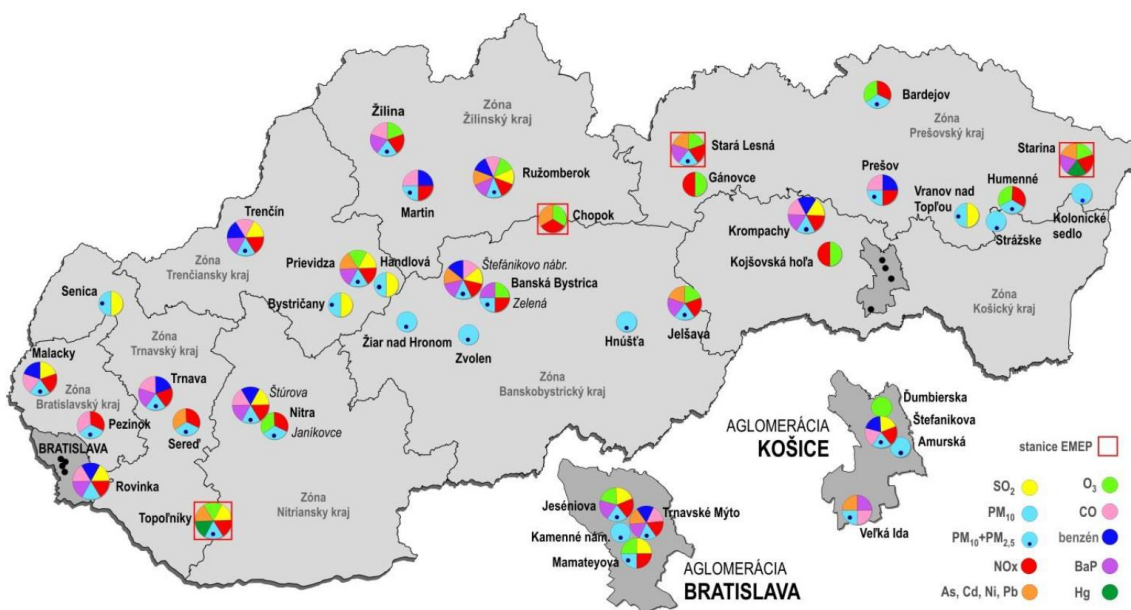 Zóna
Žilinský kraj
Žilina
Ružomberok
Martin
Chopok
Bardejov
Zóna
Prešovský kraj
Stará Lesná
Gánovce
Prešov
Starina
Humenné
Vranov nad
Topľou
Strážske
Kolonické
sedlo
Krompachy
Kojšovská hoľa
Zóna
Košický kraj
Trenčín
Zóna
Trenčiansky kraj
Prievidza
Handlová
Bystričany
Štefánikovo nábr.
Banská Bystrica
Zelená
Žiar nad Hronom
Zvolen
Hnúšťa
Jelšava
Zóna
Banskobystrický kraj
Senica
Zóna
Trnavský kraj
Malacky
Zóna
Bratislavský kraj
Trnava
Pezinok
Sereď
Štúrova
Nitra
Janíkovce
BRATISLAVA
Rovinka
Topoľníky
Zóna
Nitriansky kraj
AGLOMERÁCIA
KOŠICE
Ďumbierska
Štefanikova
Amurská
Veľká Ida
Jeséniova
Trnavské Mýto
Kamenné nám.
Mamateyova
AGLOMERÁCIA
BRATISLAVA
stanice EMEP
SO2
O3
PM10
CO
PM10+PM2,5
benzén
NOx
BaP
As, Cd, Ni, Pb
Hg